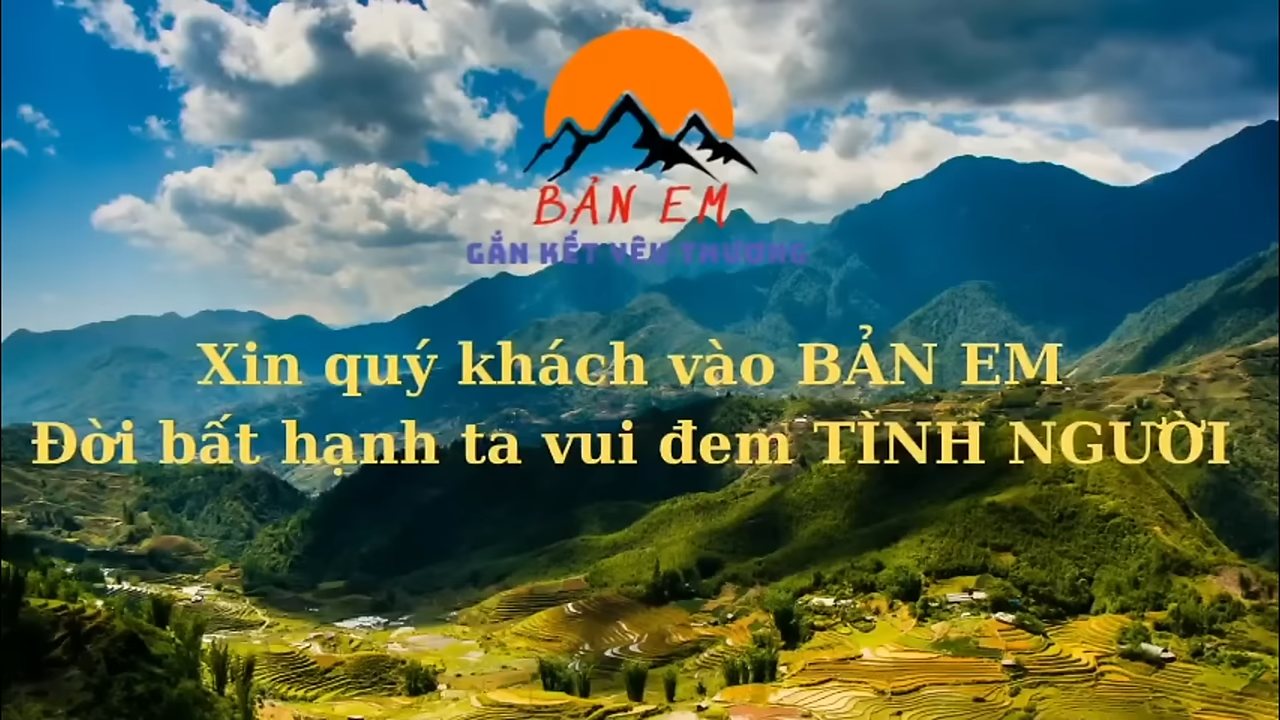 BẢN EM
GẮN KẾT YÊU THƯƠNG
Xin quý khách vào BẢN EM
Đời bất hạnh ta vui đem TÌNH NGƯỜI